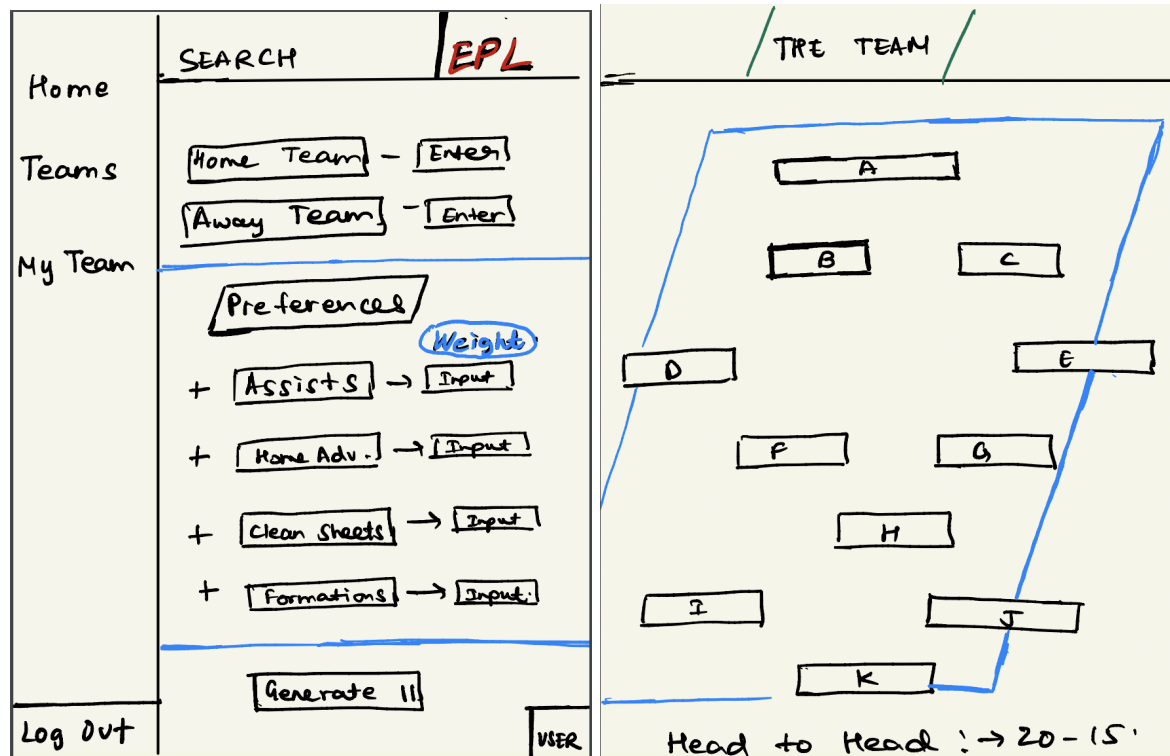 SEARCH EPL
Home
Teams
My Team
Home Team - Enter
Away Team - Enter
Preferences
Weight
+ Assists → Input
+ Home Adv. → Input
+ Clean Sheets → Input
+ Formations → Input.
Generate 11
Log Out
USER
THE TEAM
A
B C
D E
F G
H
I J
K
Head to Head :→ 20-15.